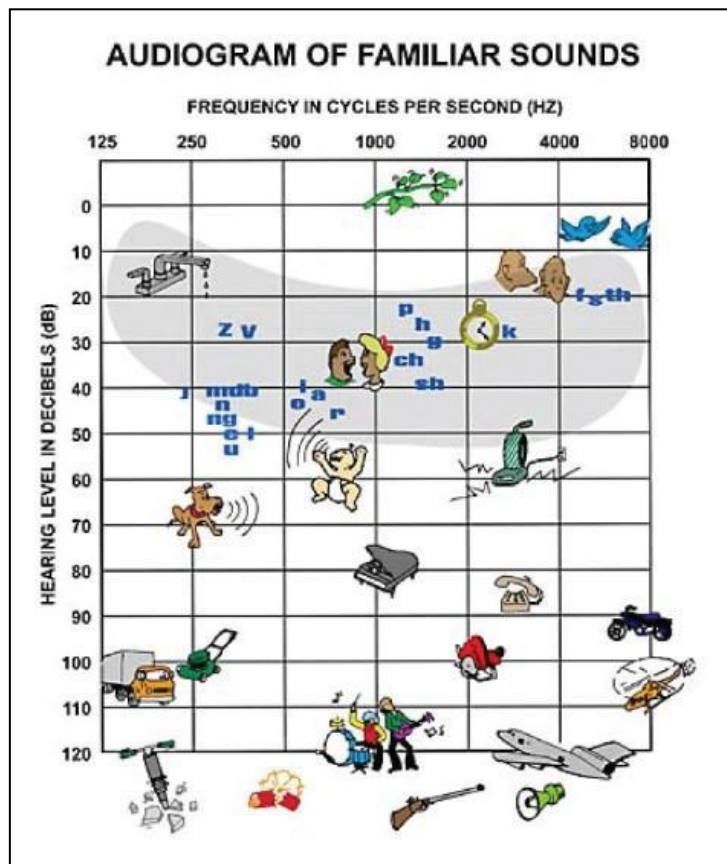 AUDIOGRAM OF FAMILIAR SOUNDS
FREQUENCY IN CYCLES PER SECOND (HZ)
125 250 500 1000 2000 4000 8000
HEARING LEVEL IN DECIBELS (dB)
0
10
20
30
40
50
60
70
80
90
100
110
120
f s th
p
h
z v
g
k
ch
sh
j mdb
i
a
n
o
r
ng
e l
u